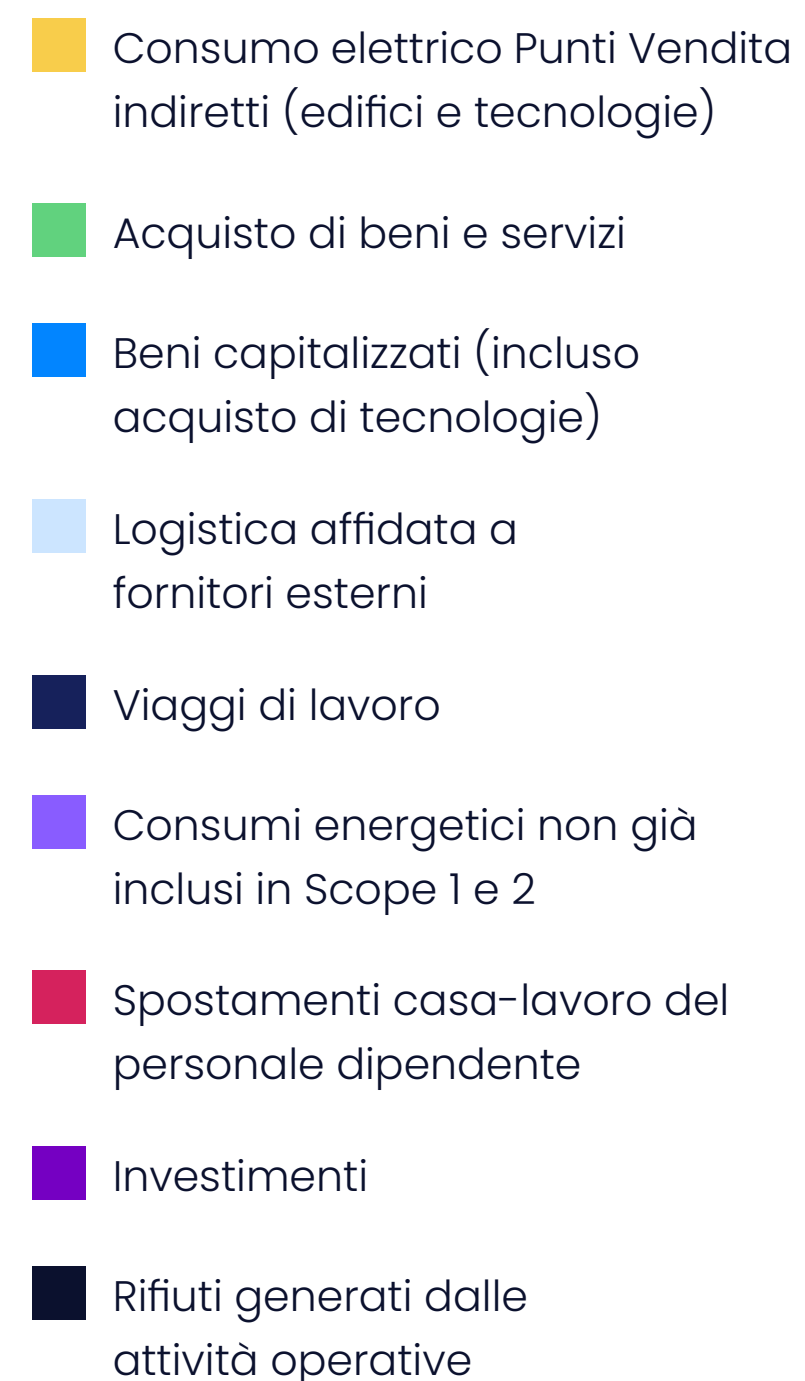 Consumo elettrico Punti Vendita
indiretti (edifici e tecnologie)
Acquisto di beni e servizi
Beni capitalizzati (incluso
acquisto di tecnologie)
Logistica affidata a
fornitori esterni
Viaggi di lavoro
Consumi energetici non già
inclusi in Scope 1 e 2
Spostamenti casa-lavoro del
personale dipendente
Investimenti
Rifiuti generati dalle
attività operative